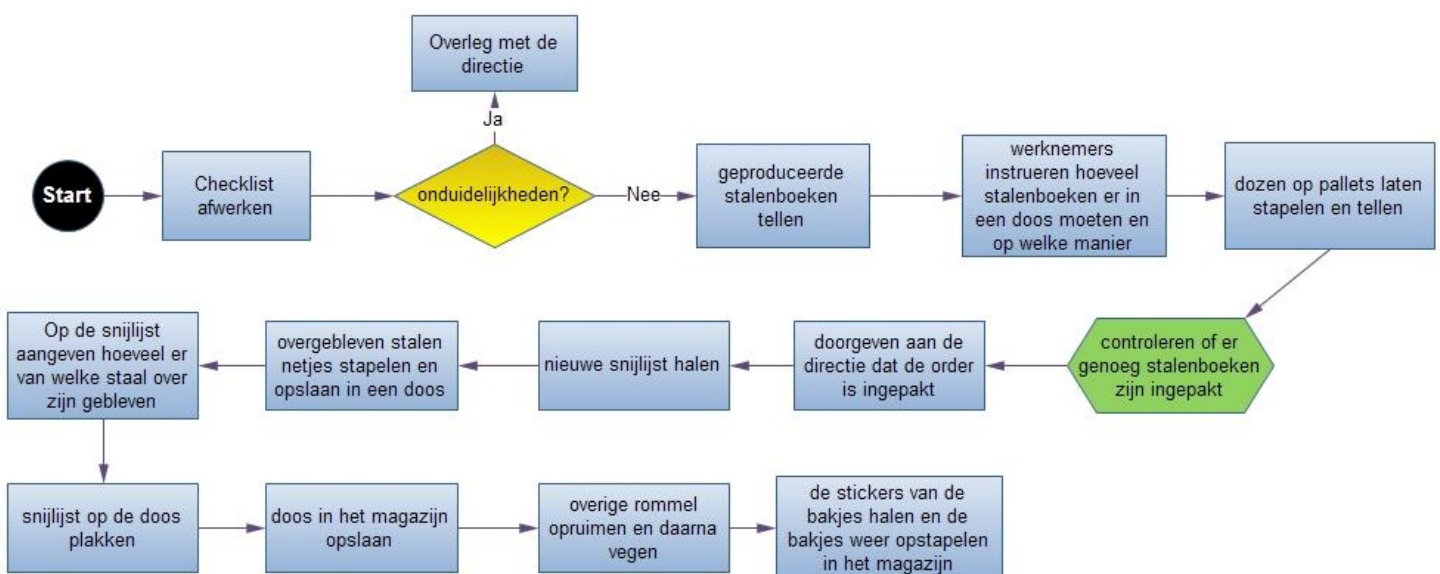 Overleg met de
directie
Ja
Start
Checklist
afwerken
onduidelijkheden?
Nee
geproduceerde
stalenboeken
tellen
werknemers
instrueren hoeveel
stalenboeken er in
een doos moeten en
op welke manier
dozen op pallets laten
stapelen en tellen
controleren of er
genoeg stalenboeken
zijn ingepakt
doorgeven aan de
directie dat de order
is ingepakt
nieuwe snijlijst halen
overgebleven stalen
netjes stapelen en
opslaan in een doos
Op de snijlijst
aangeven hoeveel er
van welke staal over
zijn gebleven
snijlijst op de doos
plakken
doos in het magazijn
opslaan
overige rommel
opruimen en daarna
vegen
de stickers van de
bakjes halen en de
bakjes weer opstapelen
in het magazijn